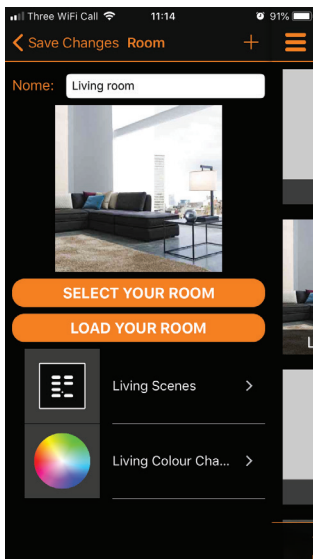 Three WiFi Call 11:14 91%
Save Changes Room +
Nome: Living room
SELECT YOUR ROOM
LOAD YOUR ROOM
L
Living Scenes
Living Colour Cha...